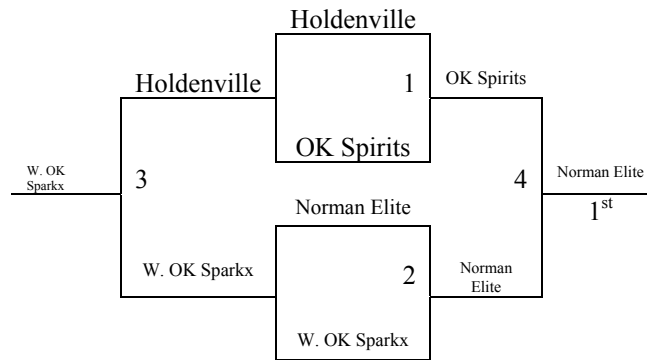 Holdenville
Holdenville
1
OK Spirits
OK Spirits
W. OK
Sparkx
3
4
Norman Elite
1st
Norman Elite
W. OK Sparkx
2
Norman
Elite
W. OK Sparkx